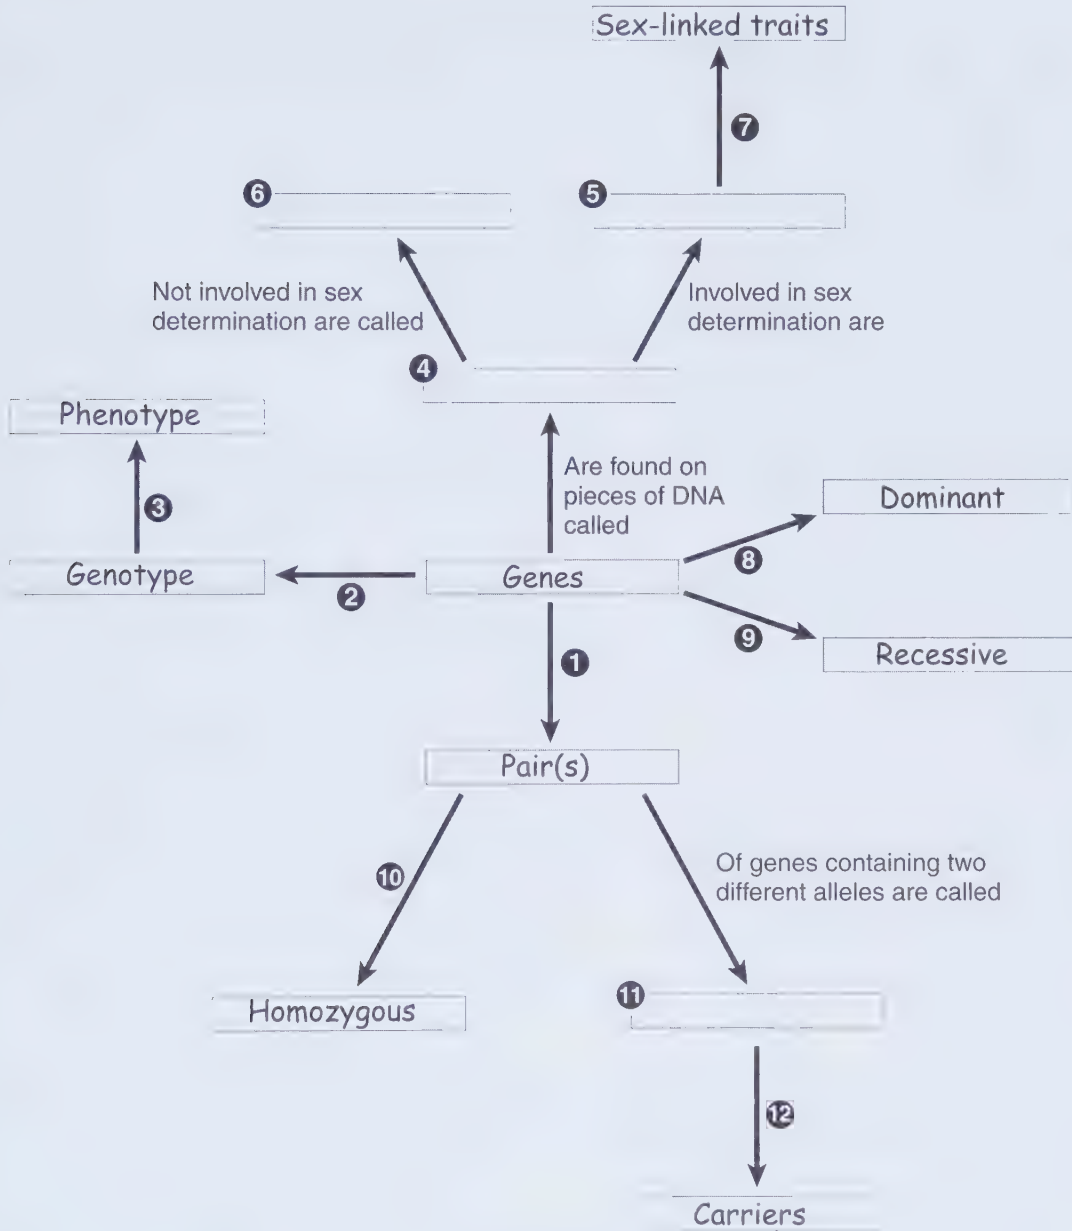 Sex-linked traits
7
6
5
Not involved in sex
determination are called
Involved in sex
determination are
4
Phenotype
Are found on
pieces of DNA
called
3
Dominant
8
Genotype
Genes
2
9
Recessive
1
Pair(s)
10
Of genes containing two
different alleles are called
Homozygous
11
12
Carriers